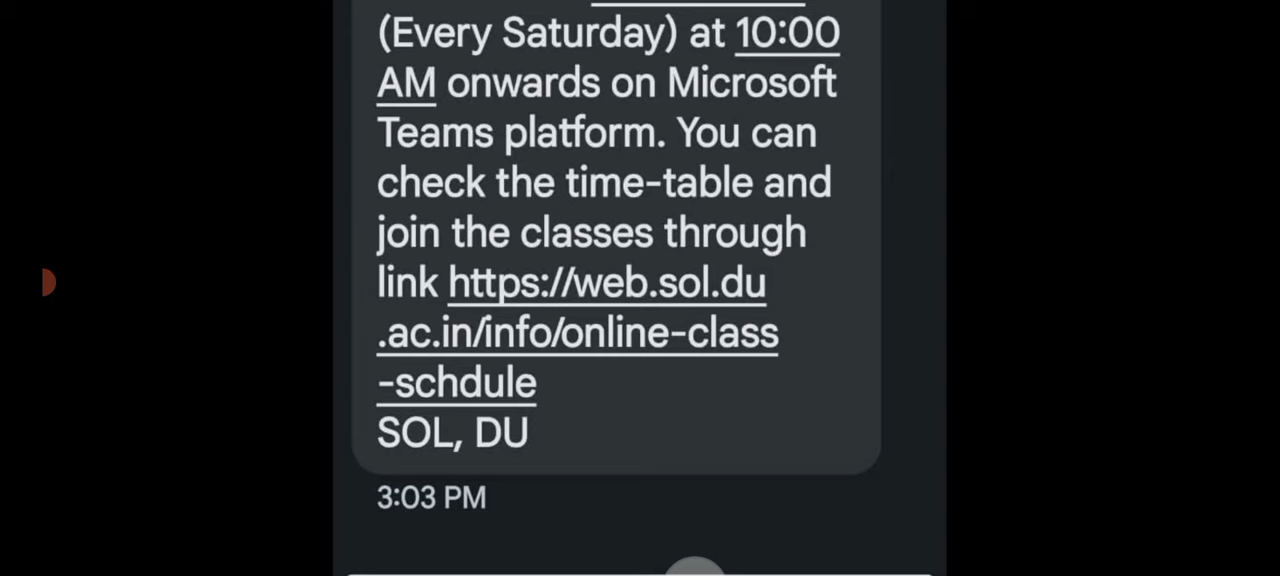 (Every Saturday) at 10:00
AM onwards on Microsoft
Teams platform. You can
check the time-table and
join the classes through
link https://web.sol.du
.ac.in/info/online-class
-schdule
SOL, DU
3:03 PM